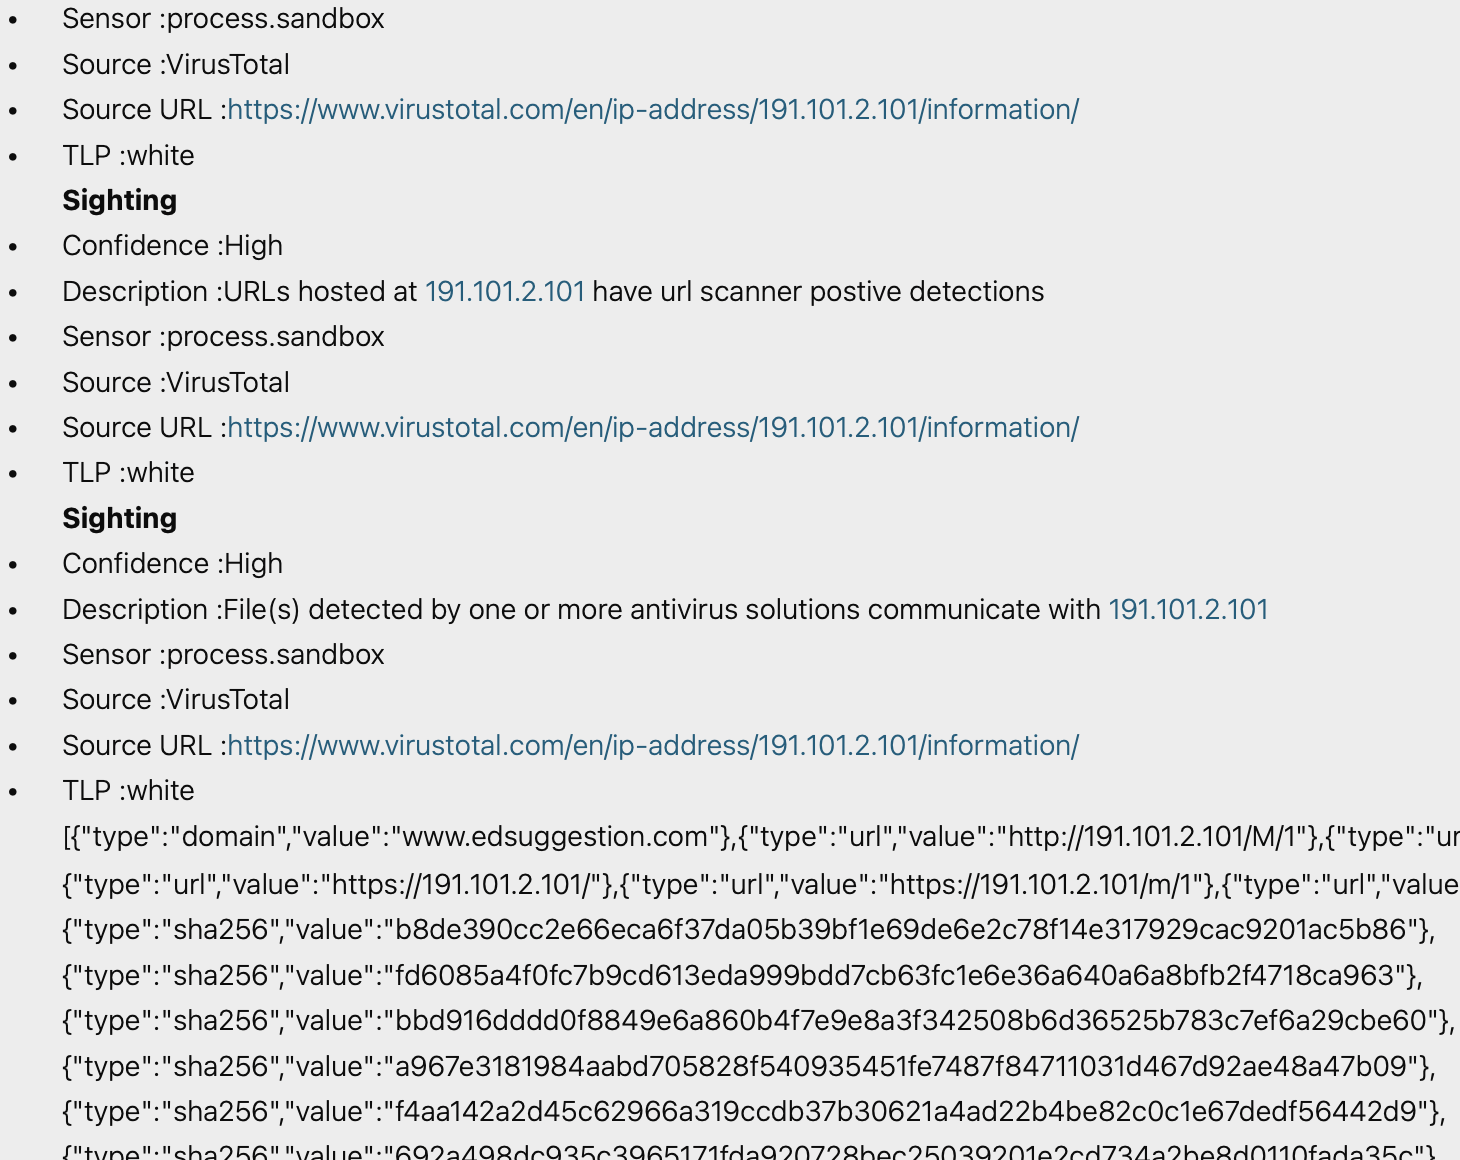 • Sensor :process.sandbox
• Source :VirusTotal
• Source URL :https://www.virustotal.com/en/ip-address/191.101.2.101/information/
• TLP :white
Sighting
• Confidence :High
• Description :URLs hosted at 191.101.2.101 have url scanner postive detections
• Sensor :process.sandbox
• Source :VirusTotal
• Source URL :https://www.virustotal.com/en/ip-address/191.101.2.101/information/
• TLP :white
Sighting
• Confidence :High
• Description :File(s) detected by one or more antivirus solutions communicate with 191.101.2.101
• Sensor :process.sandbox
• Source :VirusTotal
• Source URL :https://www.virustotal.com/en/ip-address/191.101.2.101/information/
• TLP :white
[{"type":"domain","value":"www.edsuggestion.com"},{"type":"url","value":"http://191.101.2.101/M/1"},{"type":"ur
{"type":"url","value":"https://191.101.2.101/"},{"type":"url","value":"https://191.101.2.101/m/1"},{"type":"url","value
{"type":"sha256","value":"b8de390cc2e66eca6f37da05b39bf1e69de6e2c78f14e317929cac9201ac5b86"},
{"type":"sha256","value":"fd6085a4f0fc7b9cd613eda999bdd7cb63fc1e6e36a640a6a8bfb2f4718ca963"},
{"type":"sha256","value":"bbd916dddd0f8849e6a860b4f7e9e8a3f342508b6d36525b783c7ef6a29cbe60"},
{"type":"sha256","value":"a967e3181984aabd705828f540935451fe7487f84711031d467d92ae48a47b09"},
{"type":"sha256","value":"f4aa142a2d45c62966a319ccdb37b30621a4ad22b4be82c0c1e67dedf56442d9"},
{"type":"sha256","value":"692a498dc935c3965171fda920728bec25039201e2cd734a2be8d0110fada35c"},